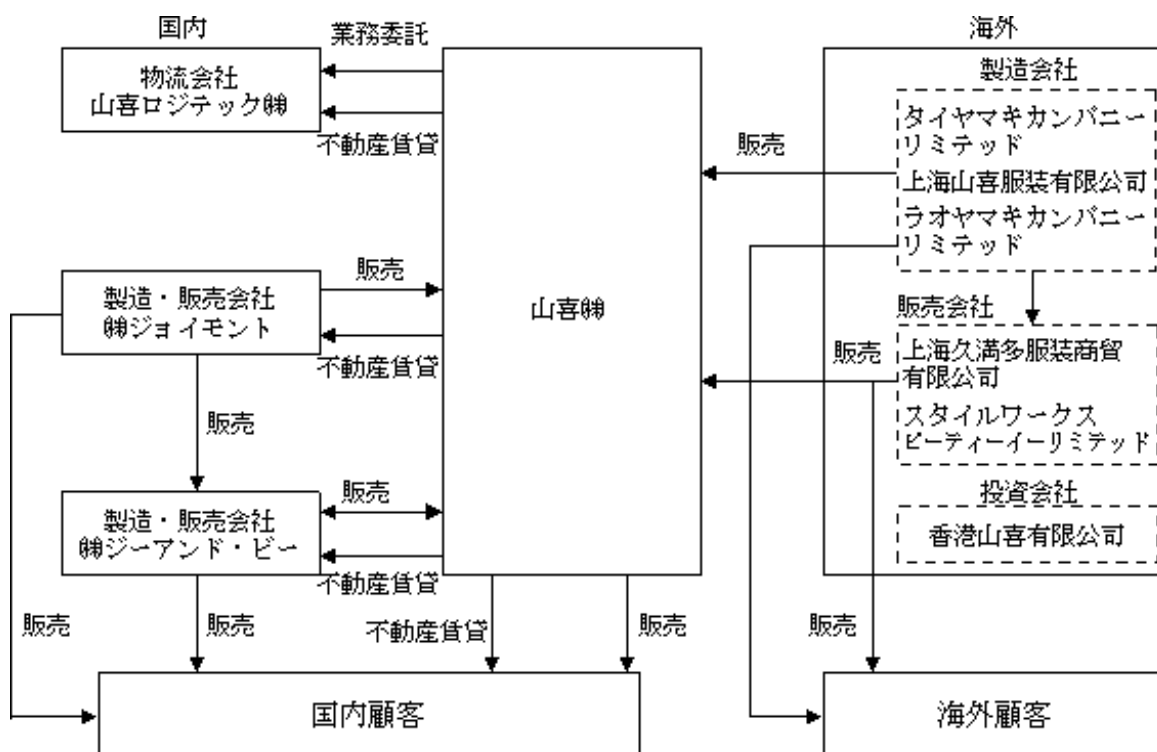 国内
業務委託
物流会社
山喜ロジテック㈱
不動産賃貸
海外
製造会社
タイヤマキカンパニー
リミテッド
上海山喜服装有限公司
ラオヤマキカンパニー
リミテッド
販売
販売
製造・販売会社
㈱ジョイモント
不動産賃貸
山喜㈱
販売会社
上海久満多服装商貿
有限公司
スタイルワークス
ピーティーイーリミテッド
販売
販売
販売
製造・販売会社
㈱ジーアンド・ビー
不動産賃貸
投資会社
香港山喜有限公司
販売
販売
不動産賃貸
販売
販売
国内顧客
海外顧客